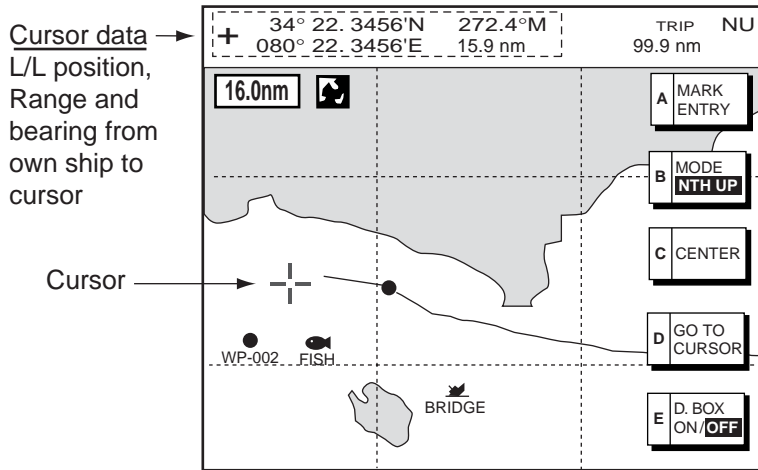 Cursor data
L/L position,
Range and
bearing from
own ship to
cursor
Cursor
+ 34° 22. 3456'N 272.4°M
080° 22. 3456'E 15.9 nm
TRIP NU
99.9 nm
16.0nm
A MARK
ENTRY
B MODE
NTH UP
C CENTER
D GO TO
CURSOR
E D. BOX
ON/OFF
WP-002 FISH
BRIDGE